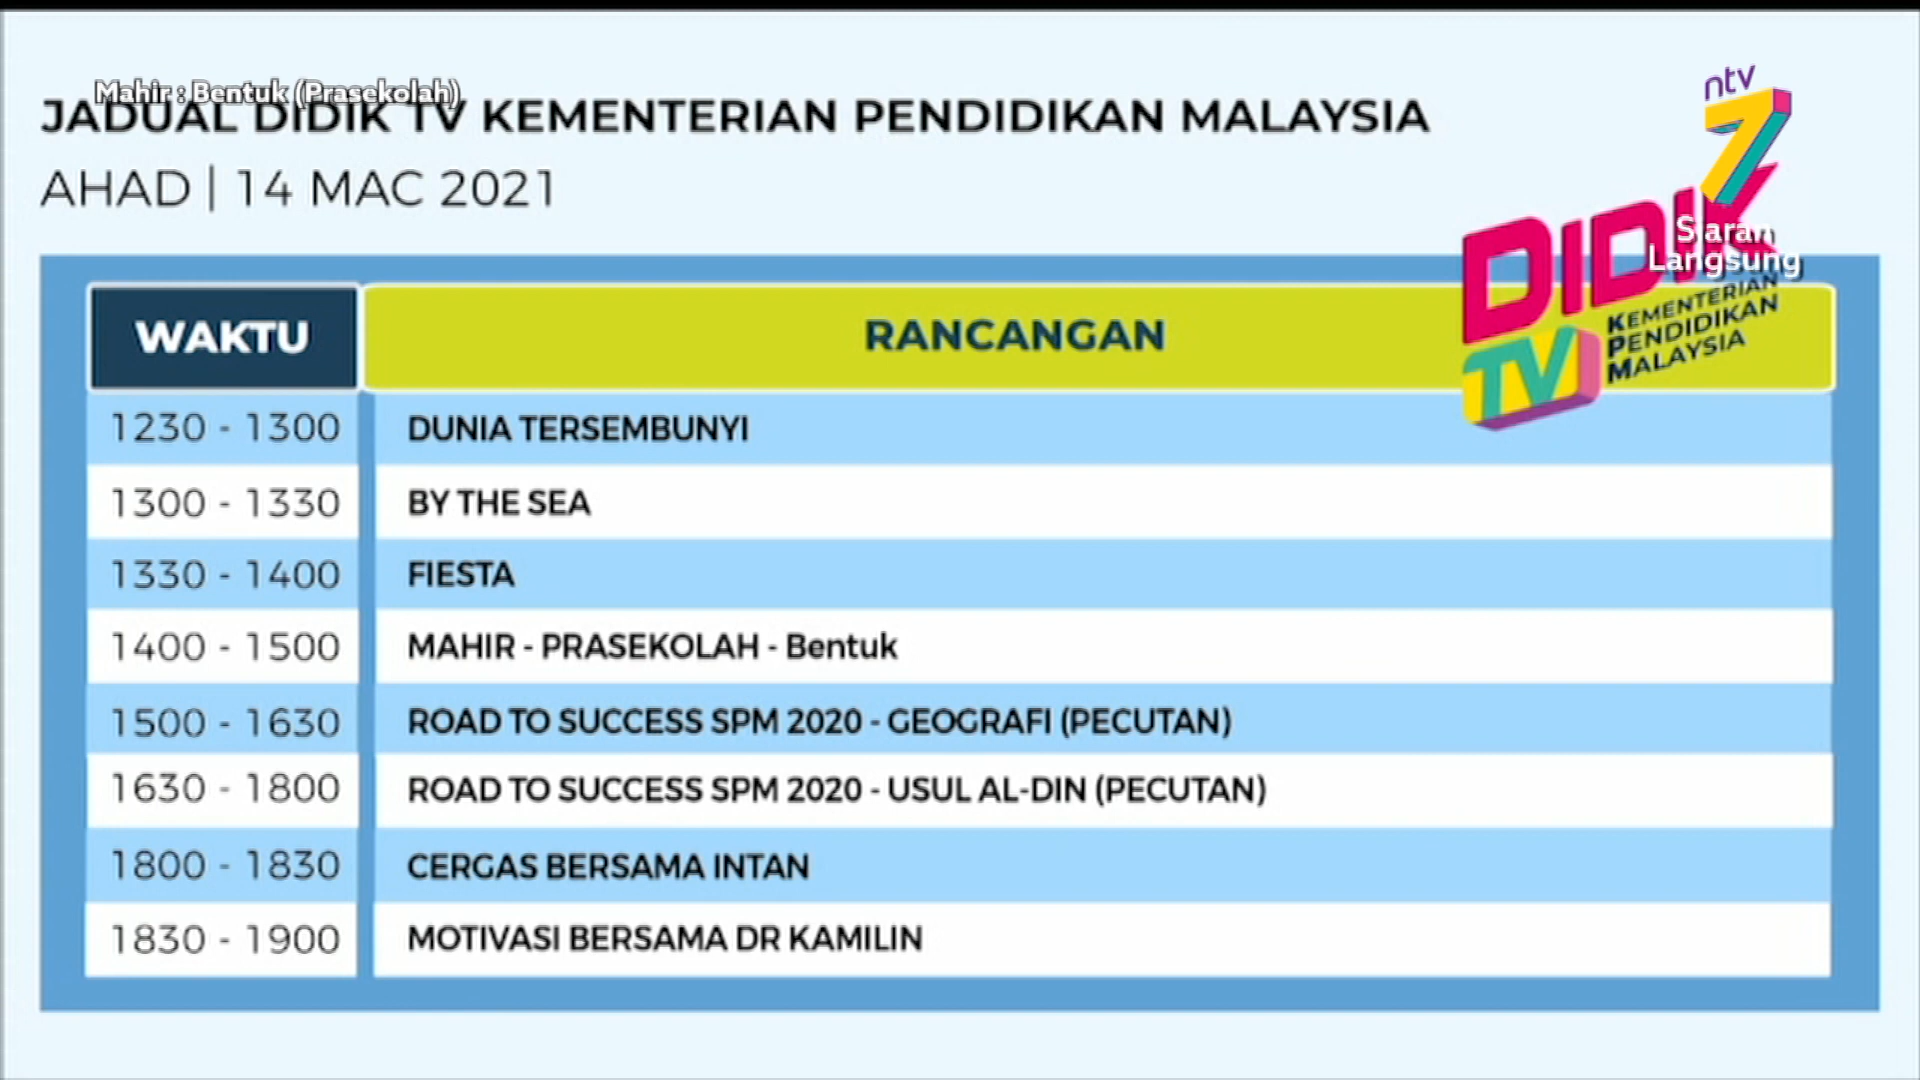 Mahir : Bentuk (Prasekolah)
JADUAL DIDIK TV KEMENTERIAN PENDIDIKAN MALAYSIA
AHAD | 14 MAC 2021
ntv
7
Siaran
Langsung
DIDIK
TV
KEMENTERIAN
PENDIDIKAN
MALAYSIA
WAKTU RANCANGAN
1230 - 1300 DUNIA TERSEMBUNYI
1300 - 1330 BY THE SEA
1330 - 1400 FIESTA
1400 - 1500 MAHIR - PRASEKOLAH - Bentuk
1500 - 1630 ROAD TO SUCCESS SPM 2020 - GEOGRAFI (PECUTAN)
1630 - 1800 ROAD TO SUCCESS SPM 2020 - USUL AL-DIN (PECUTAN)
1800 - 1830 CERGAS BERSAMA INTAN
1830 - 1900 MOTIVASI BERSAMA DR KAMILIN